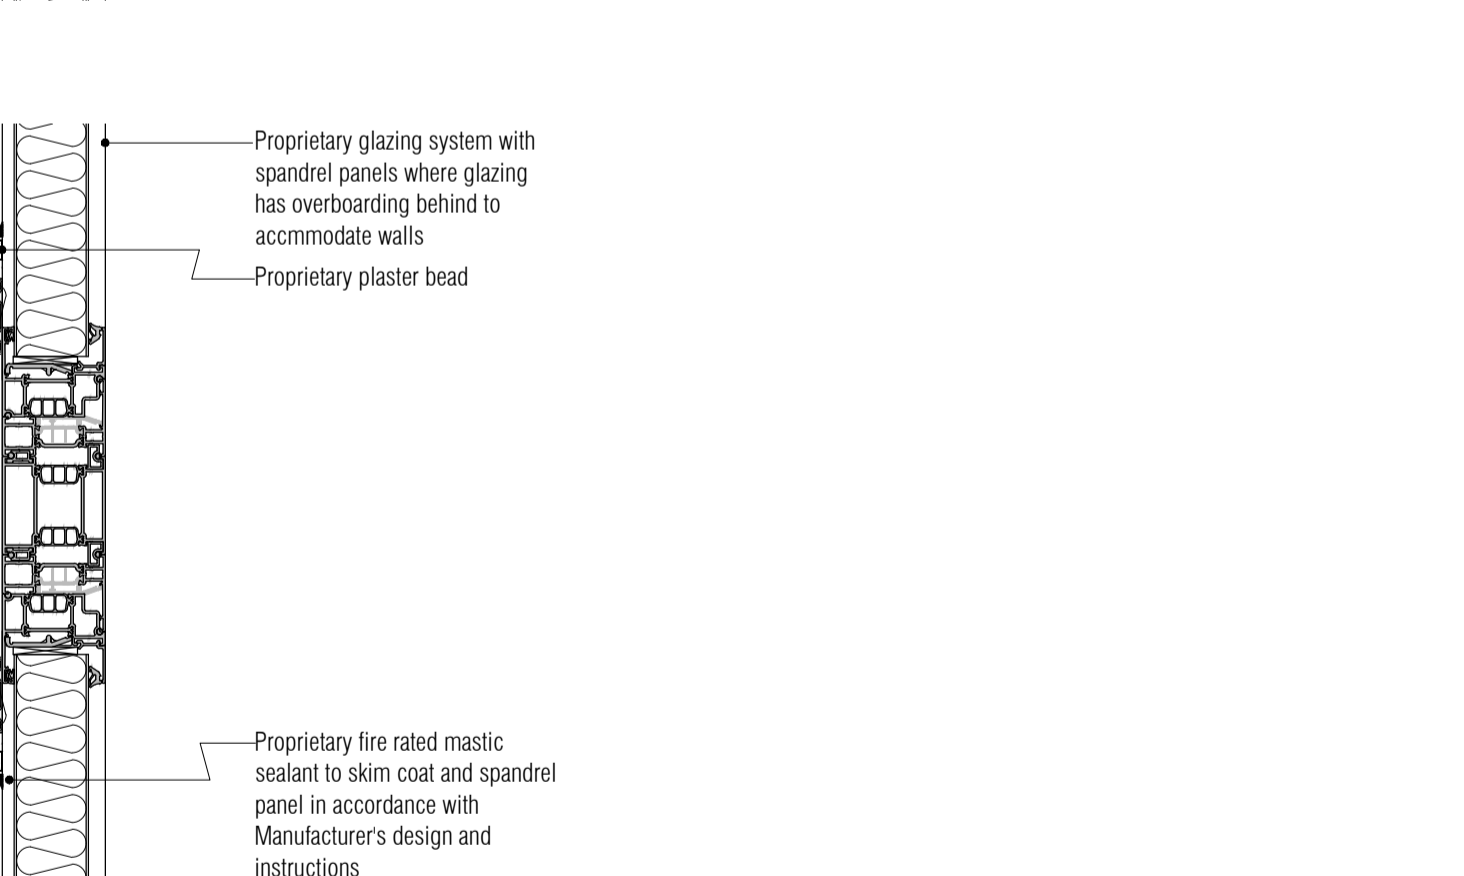 Proprietary glazing system with
spandrel panels where glazing
has overboarding behind to
accmmodate walls
Proprietary plaster bead
Proprietary fire rated mastic
sealant to skim coat and spandrel
panel in accordance with
Manufacturer's design and
instructions